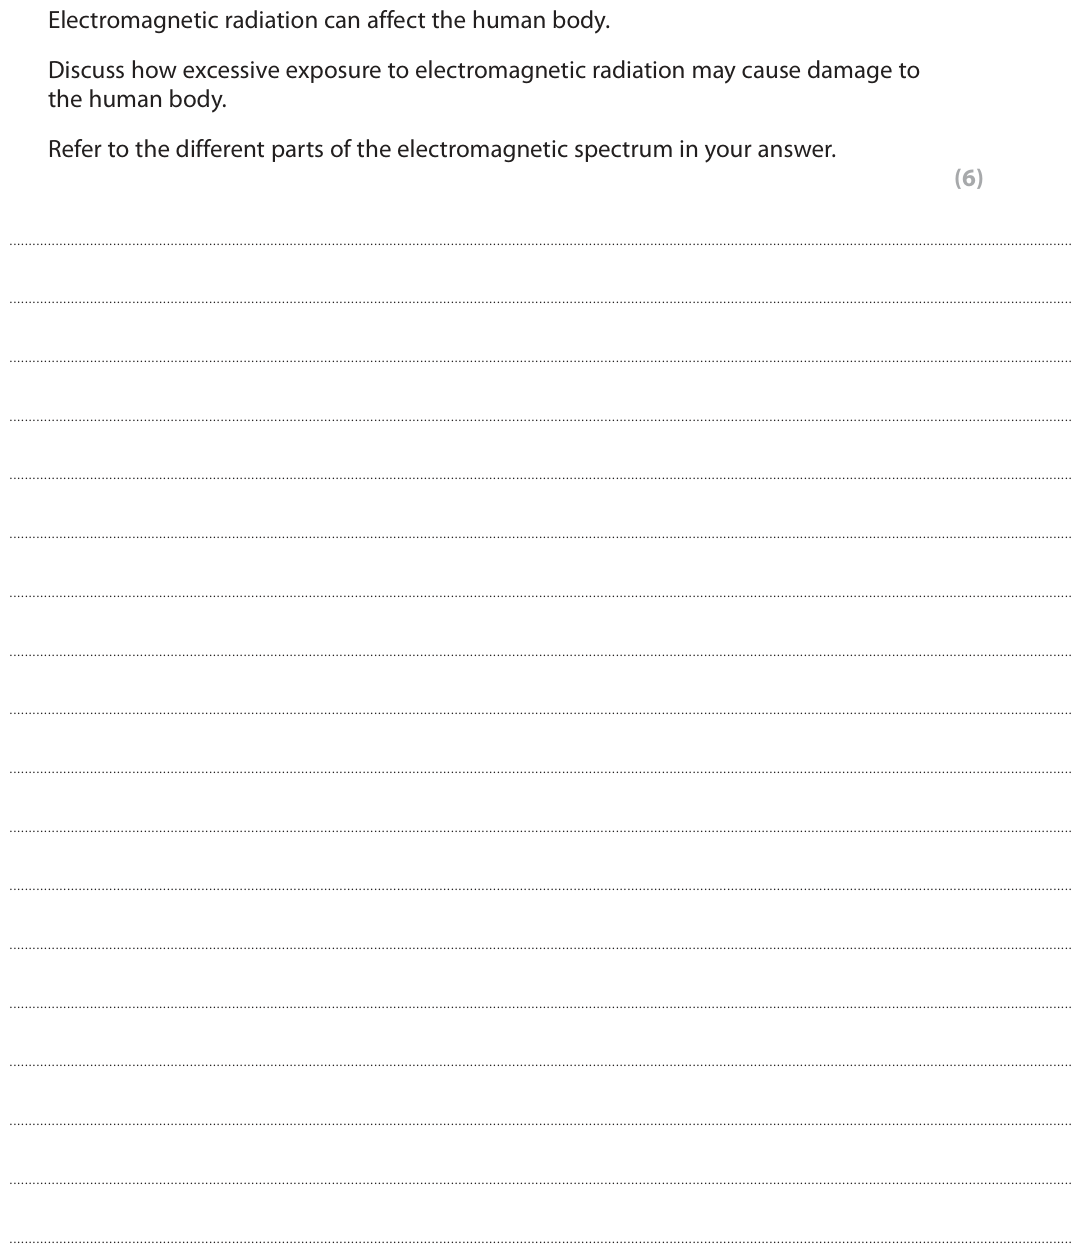 Electromagnetic radiation can affect the human body.
Discuss how excessive exposure to electromagnetic radiation may cause damage to
the human body.
Refer to the different parts of the electromagnetic spectrum in your answer.
(6)